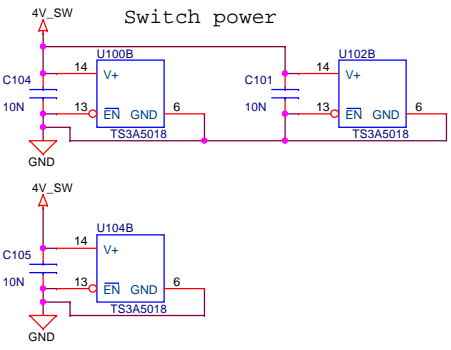 Switch power
4V_SW
U100B
U102B
14
V+
14
V+
C104
10N
C101
10N
13
EN
GND
6
13
EN
GND
6
TS3A5018
TS3A5018
GND
4V_SW
U104B
14
V+
C105
10N
13
EN
GND
6
TS3A5018
GND